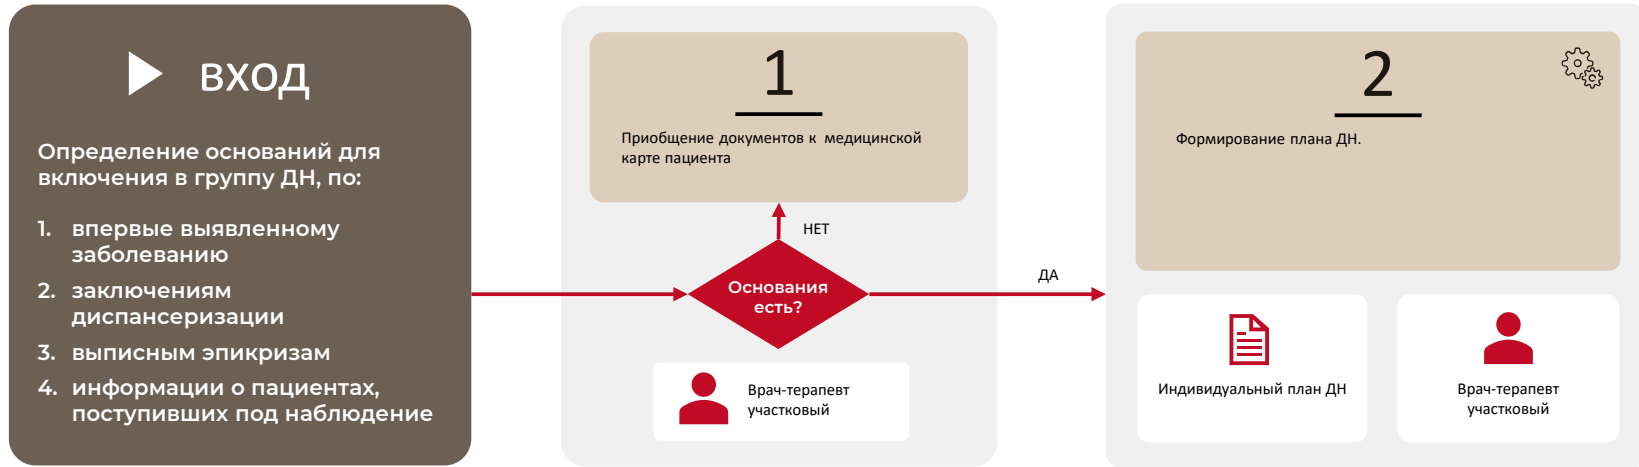 ВХОД
Определение оснований для
включения в группу ДН, по:
1. впервые выявленному
заболеванию
2. заключениям
диспансеризации
3. выписным эпикризам
4. информации о пациентах,
поступивших под наблюдение
1
Приобщение документов к медицинской
карте пациента
НЕТ
Основания
есть?
Врач-терапевт
участковый
ДА
2
Формирование плана ДН.
Индивидуальный план ДН
Врач-терапевт
участковый